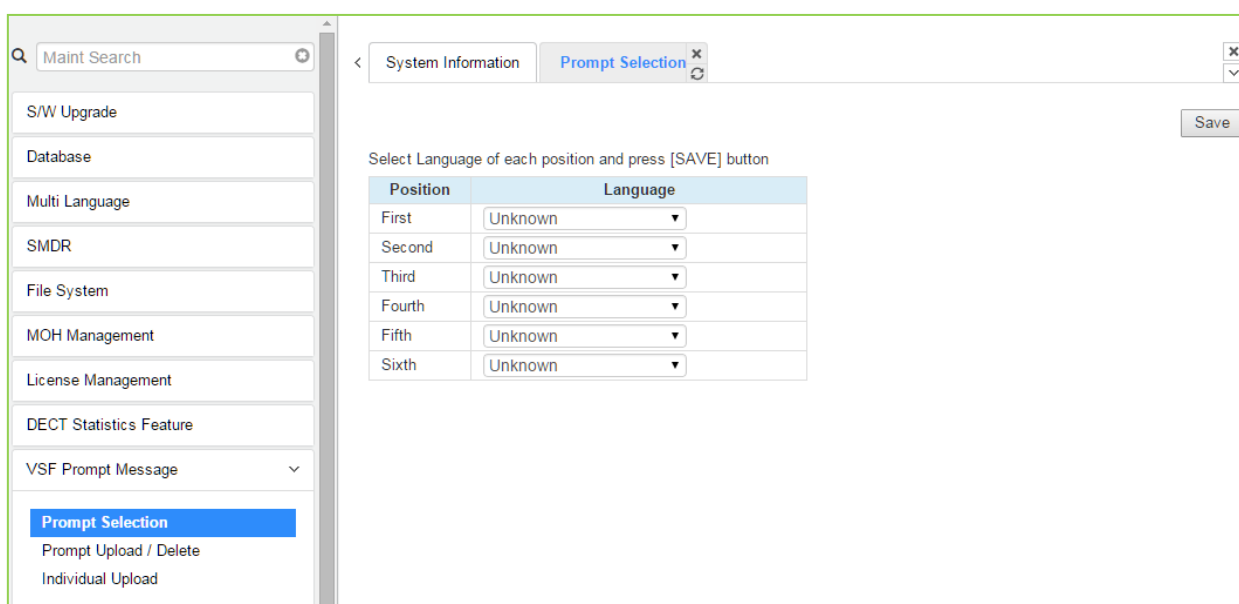 Maint Search
S/W Upgrade
Database
Multi Language
SMDR
File System
MOH Management
License Management
DECT Statistics Feature
VSF Prompt Message
Prompt Selection
Prompt Upload / Delete
Individual Upload
System Information
Prompt Selection
Save
Select Language of each position and press [SAVE] button
Position Language
First Unknown
Second Unknown
Third Unknown
Fourth Unknown
Fifth Unknown
Sixth Unknown